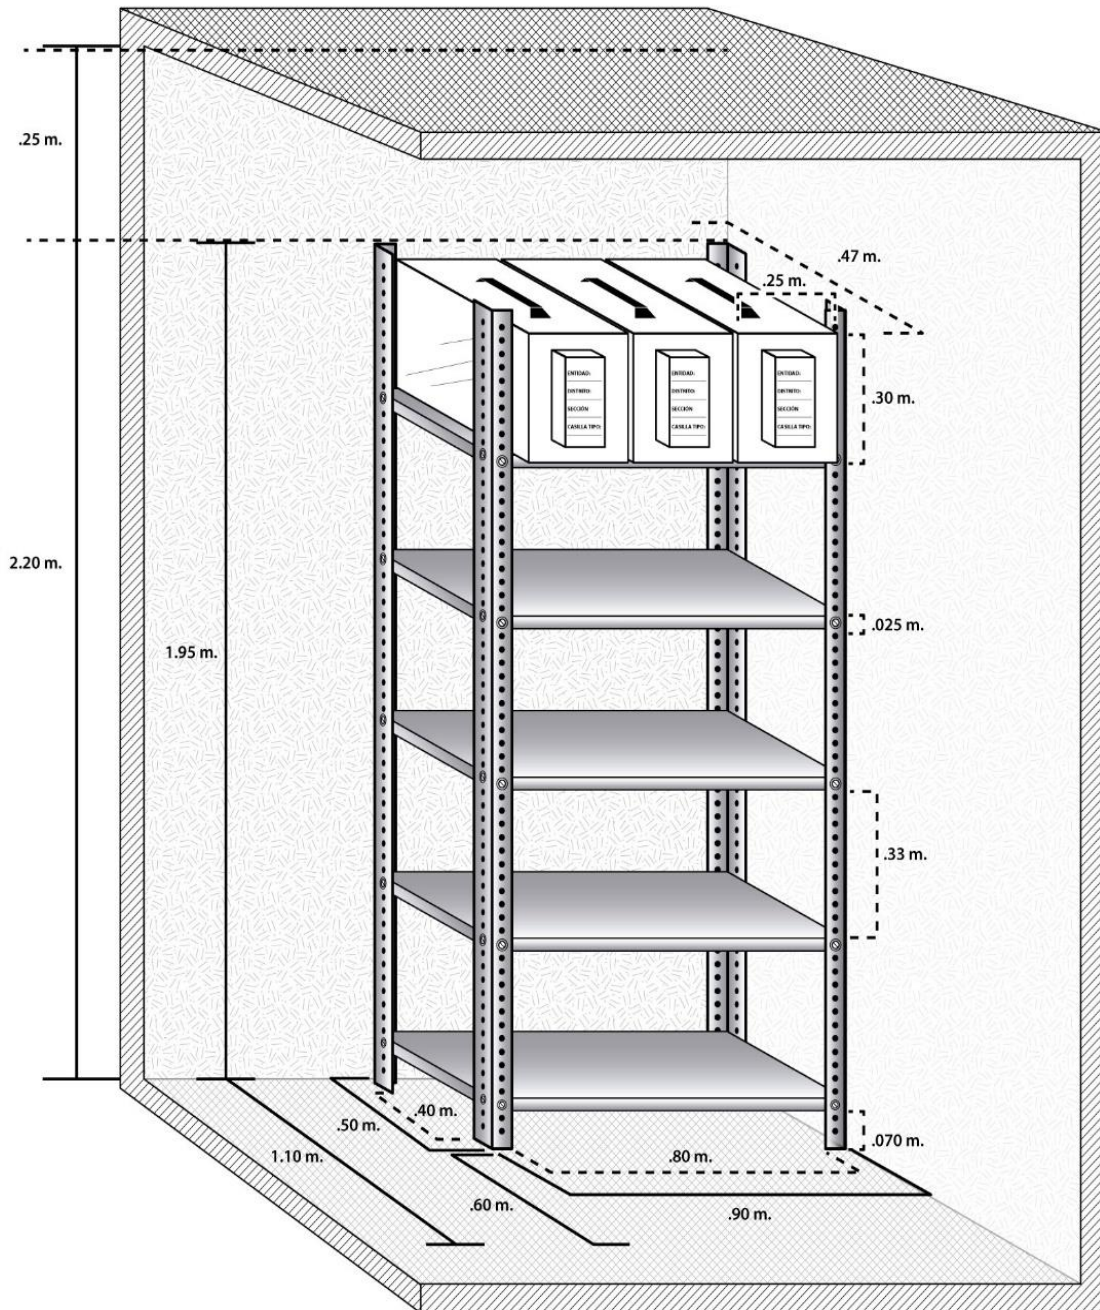 .25 m.
.47 m.
.25 m.
ENTIDAD:
DISTRITO:
SECCIÓN
CASILLA TIPO:
ENTIDAD:
DISTRITO:
SECCIÓN
CASILLA TIPO:
ENTIDAD:
DISTRITO:
SECCIÓN
CASILLA TIPO:
.30 m.
2.20 m.
.025 m.
1.95 m.
.33 m.
.40 m.
.50 m.
.070 m.
1.10 m.
.80 m.
.60 m.
.90 m.